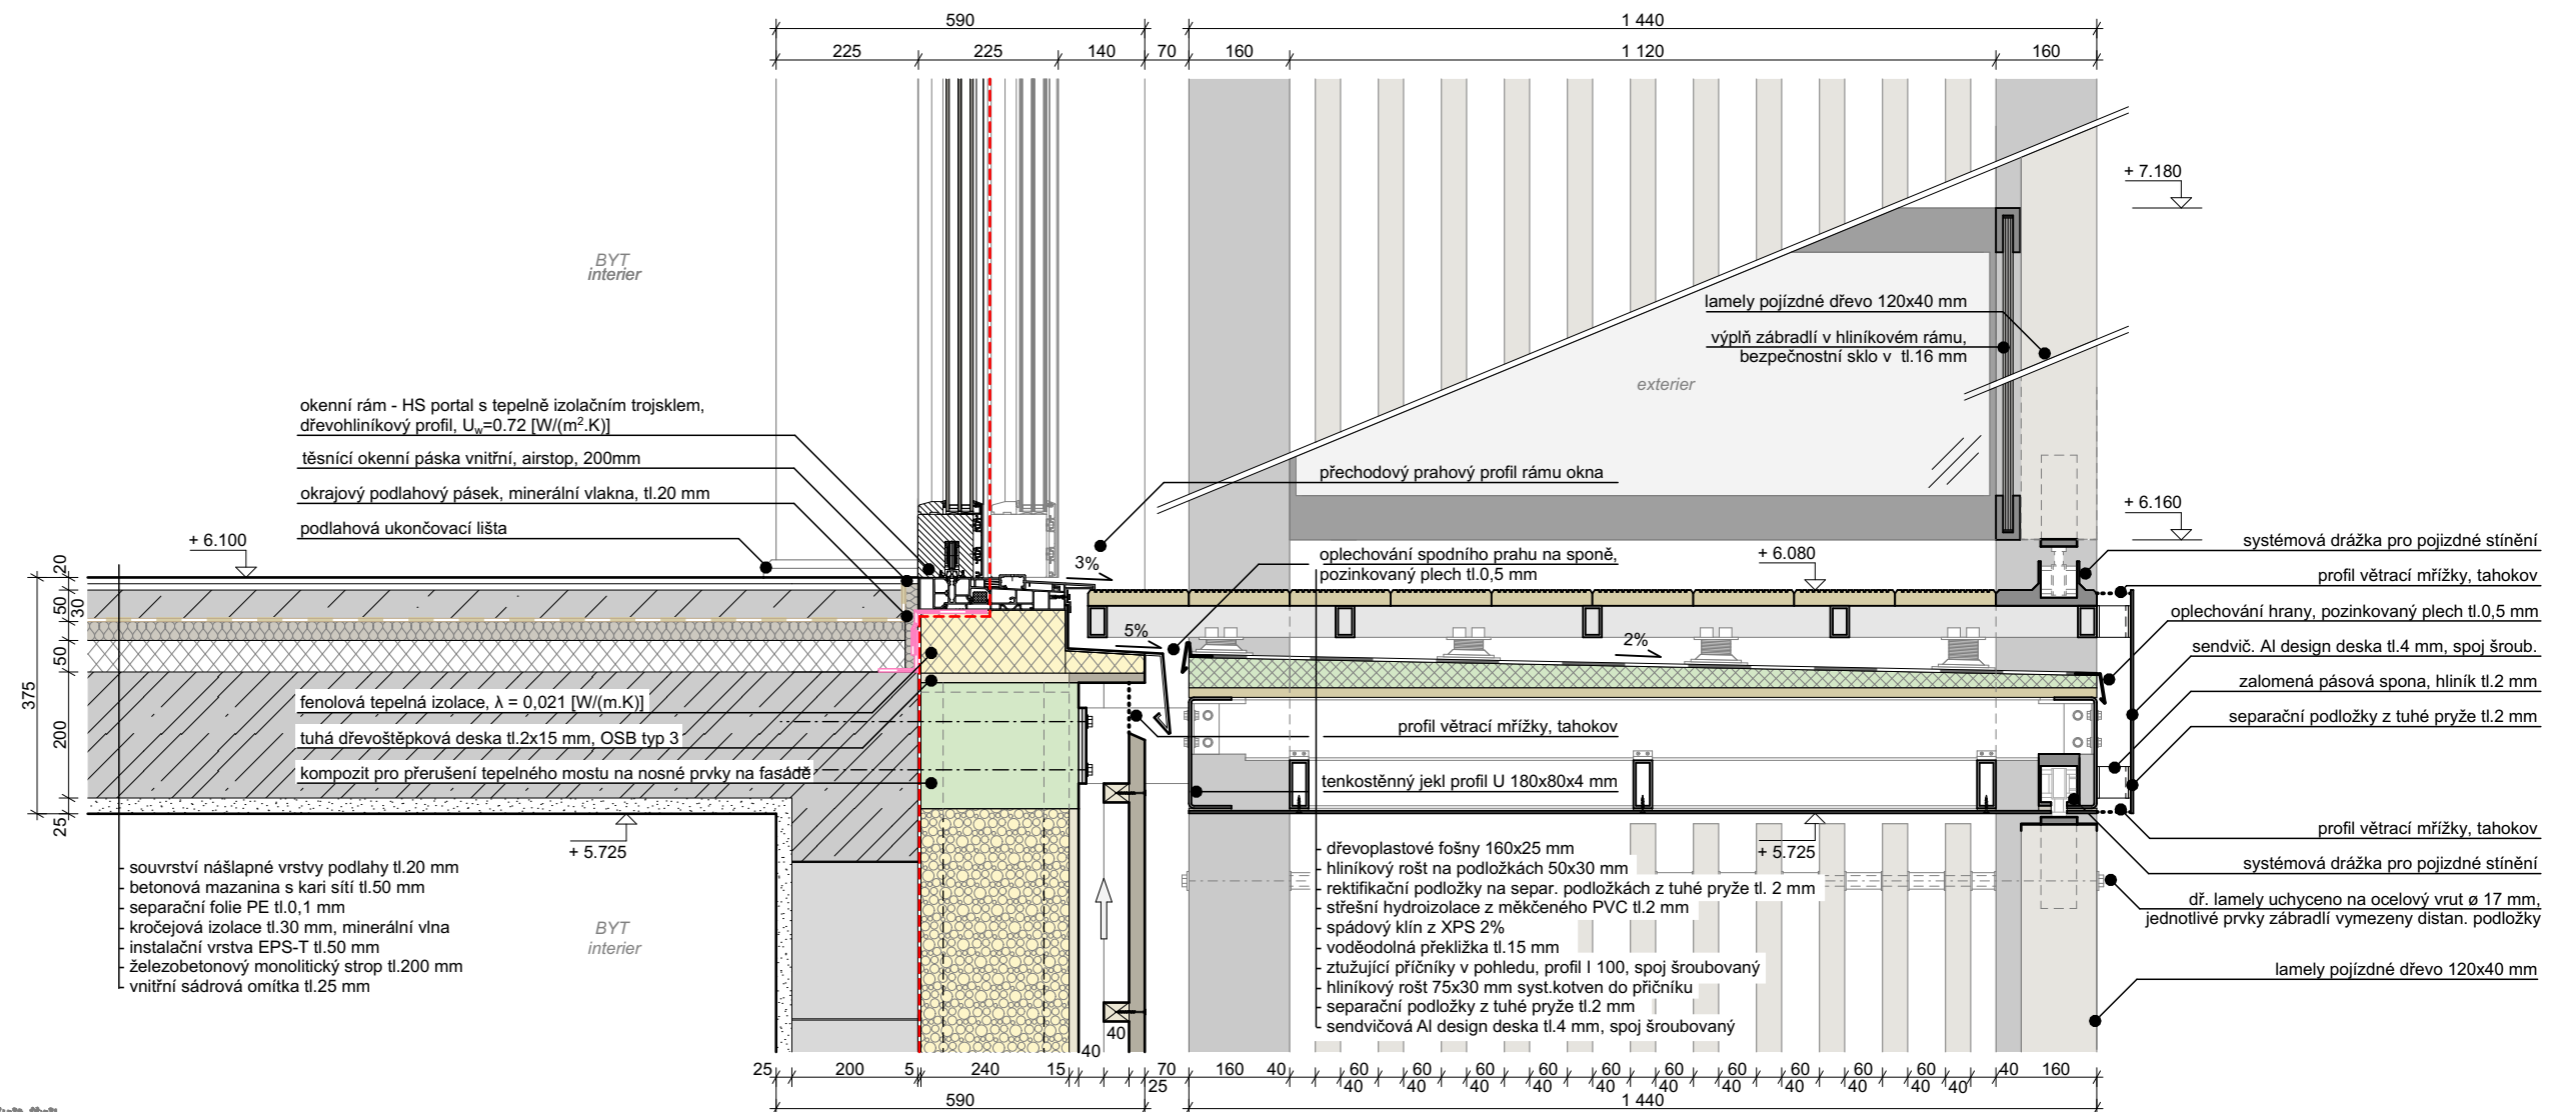 590
1 440
225
225
140
70
160
1 120
160
+ 7.180
BYT
interier
lamely pojízdné dřevo 120x40 mm
výplň zábradlí v hliníkovém rámu,
bezpečnostní sklo v tl.16 mm
exterier
okenní rám - HS portal s tepelně izolačním trojsklem,
dřevohliníkový profil, Uw=0.72 [W/(m².K)]
těsnící okenní páska vnitřní, airstop, 200mm
okrajový podlahový pásek, minerální vlakna, tl.20 mm
podlahová ukončovací lišta
přechodový prahový profil rámu okna
+ 6.160
+ 6.100
3%
oplechování spodního prahu na sponě,
pozinkovaný plech tl.0,5 mm
+ 6.080
systémová drážka pro pojizdné stínění
profil větrací mřížky, tahokov
oplechování hrany, pozinkovaný plech tl.0,5 mm
sendvič. Al design deska tl.4 mm, spoj šroub.
zalomená pásová spona, hliník tl.2 mm
separační podložky z tuhé pryže tl.2 mm
20
50
30
50
200
25
375
5%
2%
fenolová tepelná izolace, λ = 0,021 [W/(m.K)]
tuhá dřevoštěpková deska tl.2x15 mm, OSB typ 3
kompozit pro přerušení tepelného mostu na nosné prvky na fasádě
profil větrací mřížky, tahokov
tenkostěnný jekl profil U 180x80x4 mm
profil větrací mřížky, tahokov
systémová drážka pro pojizdné stínění
dř. lamely uchyceno na ocelový vrut ø 17 mm,
jednotlivé prvky zábradlí vymezeny distan. podložky
lamely pojízdné dřevo 120x40 mm
+ 5.725
+ 5.725
- souvrství nášlapné vrstvy podlahy tl.20 mm
- betonová mazanina s kari sítí tl.50 mm
- separační folie PE tl.0,1 mm
- kročejová izolace tl.30 mm, minerální vlna
- instalační vrstva EPS-T tl.50 mm
- železobetonový monolitický strop tl.200 mm
- vnitřní sádrová omítka tl.25 mm
BYT
interier
- dřevoplastové fošny 160x25 mm
- hliníkový rošt na podložkách 50x30 mm
- rektifikační podložky na separ. podložkách z tuhé pryže tl. 2 mm
- střešní hydroizolace z měkčeného PVC tl.2 mm
- spádový klín z XPS 2%
- voděodolná překližka tl.15 mm
- ztužující příčníky v pohledu, profil I 100, spoj šroubovaný
- hliníkový rošt 75x30 mm syst.kotven do přičníku
- separační podložky z tuhé pryže tl.2 mm
- sendvičová Al design deska tl.4 mm, spoj šroubovaný
40
40
25 200 5 240 15 70 160 40 60 60 60 60 60 60 60 60 60 60 40 160
25 40 40 40 40 40 40 40 40 40 40 40
590
1 440